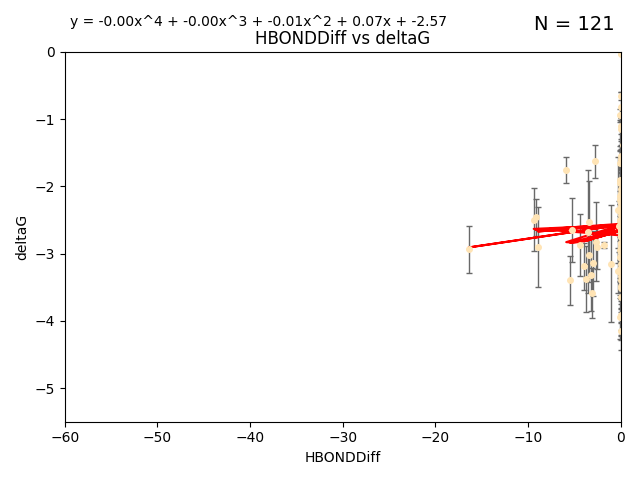 y = -0.00x^4 + -0.00x^3 + -0.01x^2 + 0.07x + -2.57
N = 121
HBONDDiff vs deltaG
0
−1
−2
−3
−4
−5
deltaG
−60
−50
−40
−30
−20
−10
0
HBONDDiff